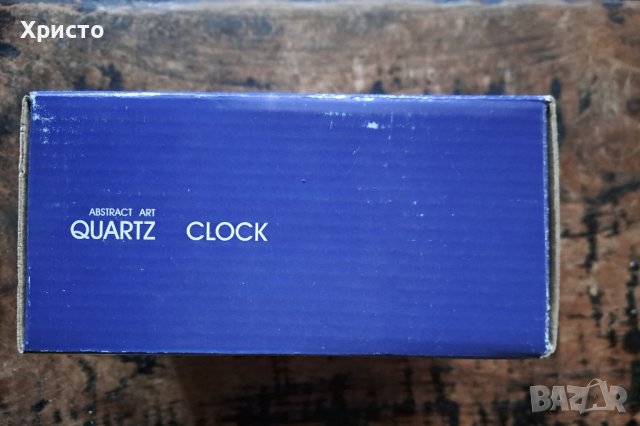 Христо
ABSTRACT ART
QUARTZ CLOCK
BAZAR